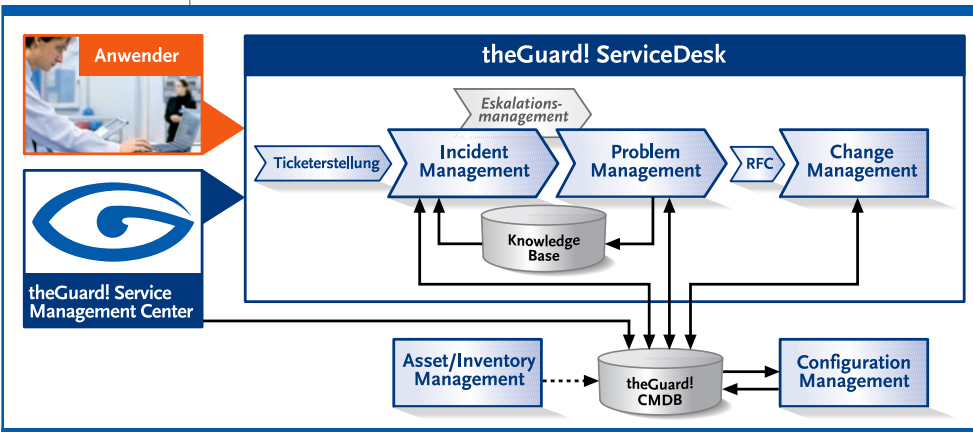 Anwender
theGuard! ServiceDesk
Eskalations-
management
Ticketerstellung
Incident
Management
Problem
Management
RFC
Change
Management
Knowledge
Base
theGuard! Service
Management Center
Asset/Inventory
Management
theGuard!
CMDB
Configuration
Management